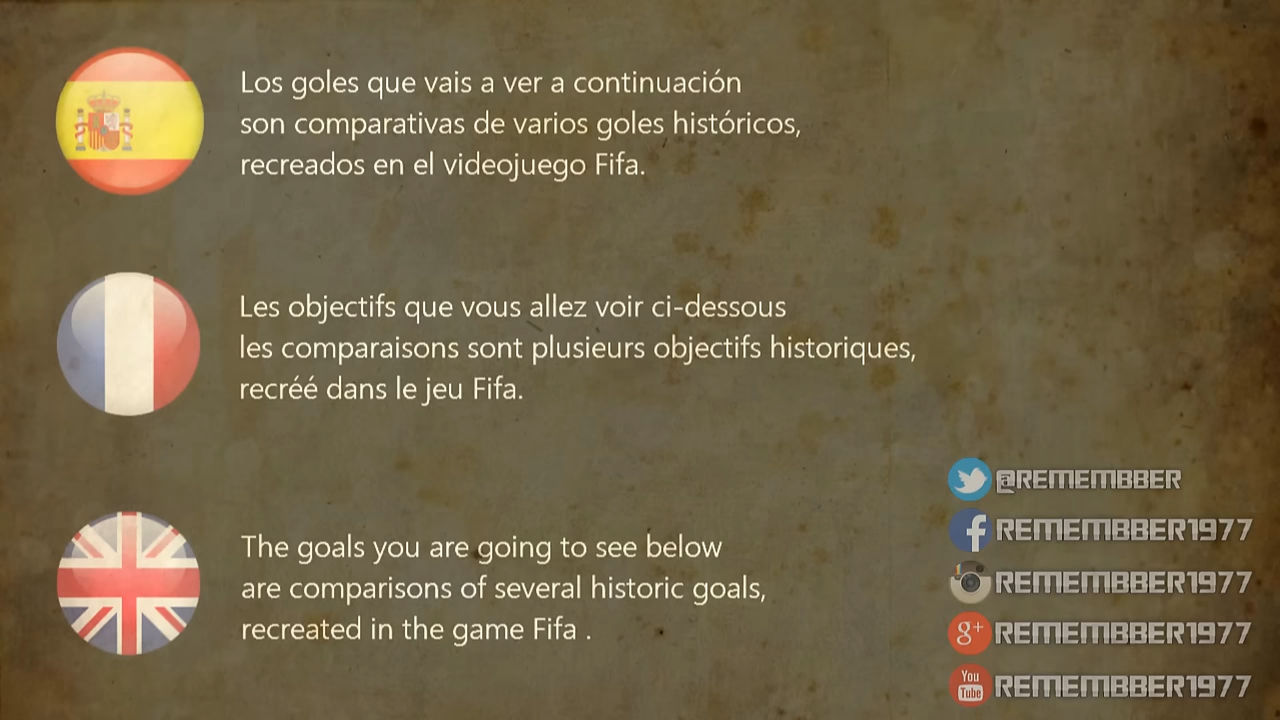 Los goles que vais a ver a continuación
son comparativas de varios goles históricos,
recreados en el videojuego Fifa.
Les objectifs que vous allez voir ci-dessous
les comparaisons sont plusieurs objectifs historiques,
recréé dans le jeu Fifa.
The goals you are going to see below
are comparisons of several historic goals,
recreated in the game Fifa .
@REMEMBBER
REMEMBBER1977
REMEMBBER1977
g+ REMEMBBER1977
You Tube REMEMBBER1977